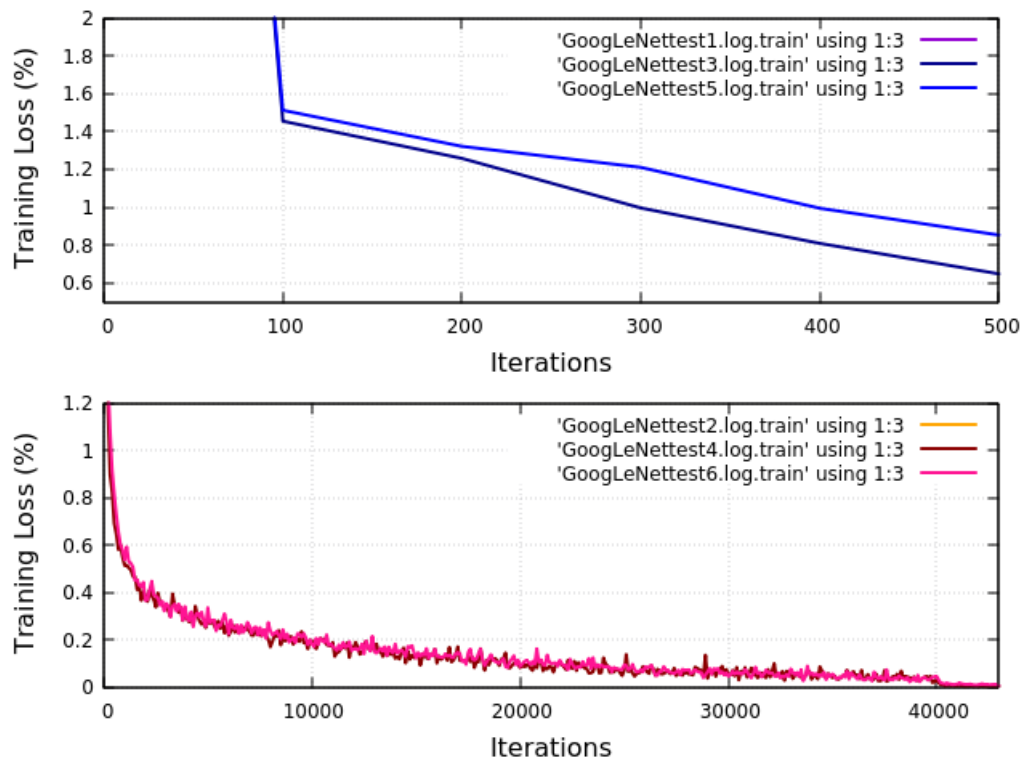 2
1.8
1.6
1.4
1.2
1
0.8
0.6
Training Loss (%)
'GoogLeNettest1.log.train' using 1:3
'GoogLeNettest3.log.train' using 1:3
'GoogLeNettest5.log.train' using 1:3
0 100 200 300 400 500
Iterations
1.2
1
0.8
0.6
0.4
0.2
0
Training Loss (%)
'GoogLeNettest2.log.train' using 1:3
'GoogLeNettest4.log.train' using 1:3
'GoogLeNettest6.log.train' using 1:3
0 10000 20000 30000 40000
Iterations